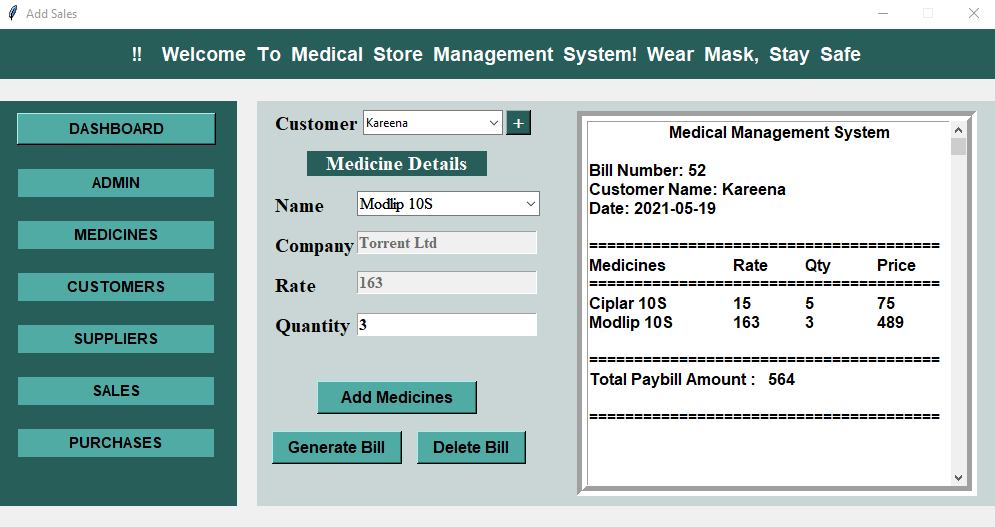 Add Sales
!! Welcome To Medical Store Management System! Wear Mask, Stay Safe
DASHBOARD
ADMIN
MEDICINES
CUSTOMERS
SUPPLIERS
SALES
PURCHASES
Customer Kareena +
Medicine Details
Name Modlip 10S
Company Torrent Ltd
Rate 163
Quantity 3
Add Medicines
Generate Bill Delete Bill
Medical Management System
Bill Number: 52
Customer Name: Kareena
Date: 2021-05-19
=======================================
Medicines Rate Qty Price
=======================================
Ciplar 10S 15 5 75
Modlip 10S 163 3 489
=======================================
Total Paybill Amount : 564
=======================================